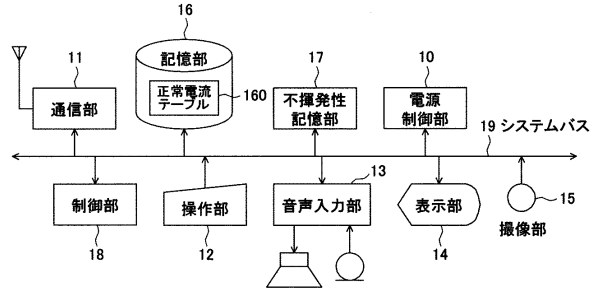 16
11
記憶部
17
10
通信部
正常電流
テーブル
160
不揮発性
記憶部
電源
制御部
19 システムバス
13
制御部
操作部
音声入力部
表示部
15
撮像部
18
12
14